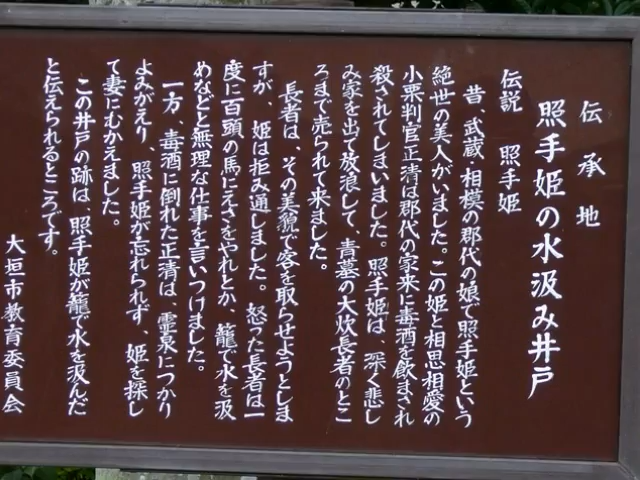 伝承地
照手姫の水汲み井戸
伝説　照手姫
昔、武蔵・相模の郡代の娘で照手姫という
絶世の美人がいました。この姫と相思相愛の
小栗判官正清は郡代の家来に毒酒を飲まされ
殺されてしまいました。照手姫は、深く悲し
み家を出て放浪して、青墓の大炊長者のとこ
ろまで売られて来ました。
長者は、その美貌で客を取らせようとしま
すが、姫は拒み通しました。怒った長者は一
度に百頭の馬にえさをやれとか、籠で水を汲
めなどと無理な仕事を言いつけました。
一方、毒酒に倒れた正清は、霊泉につかり
よみがえり、照手姫が忘れられず、姫を探し
て妻にむかえました。
この井戸の跡は、照手姫が籠で水を汲んだ
と伝えられるところです。
大垣市教育委員会